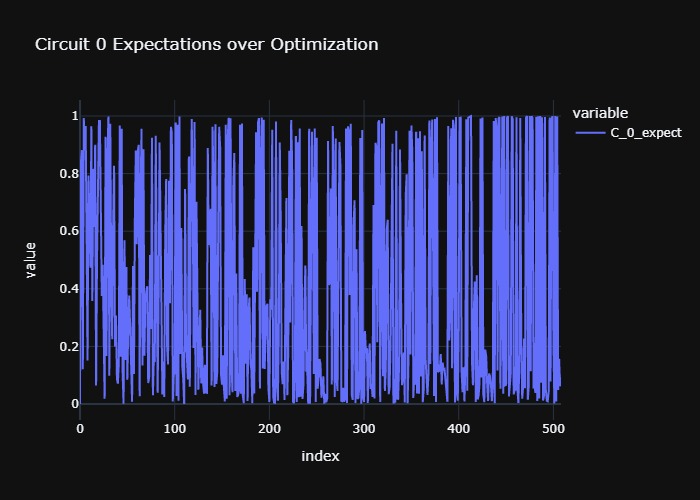 Circuit 0 Expectations over Optimization
variable
C_0_expect
value
1
0.8
0.6
0.4
0.2
0
0 100 200 300 400 500
index